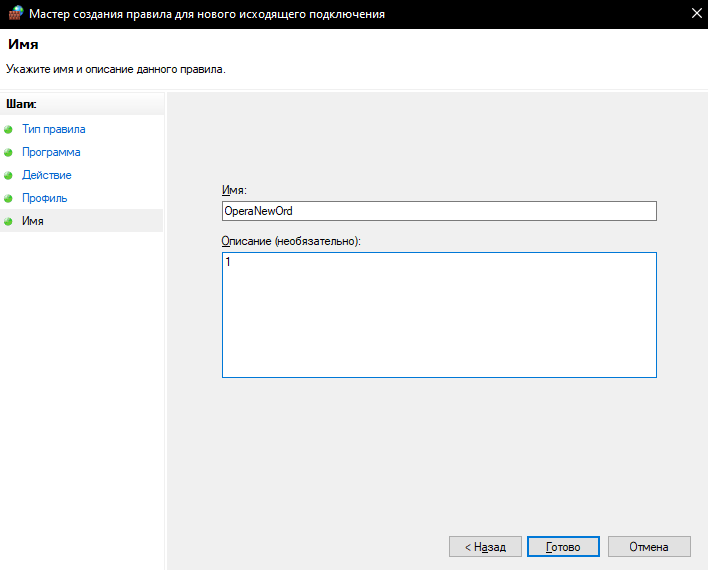 Мастер создания правила для нового исходящего подключения
Имя
Укажите имя и описание данного правила.
Шаги:
Тип правила
Программа
Действие
Профиль
Имя
Имя:
OperaNewOrd
Описание (необязательно):
1
< Назад
Готово
Отмена